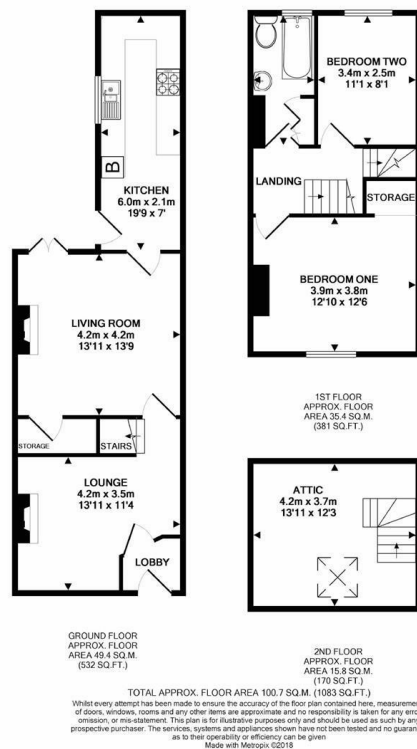 BEDROOM TWO
3.4m x 2.5m
11'1 x 8'1
B
KITCHEN
6.0m x 2.1m
19'9 x 7'
LANDING
STORAGE
BEDROOM ONE
3.9m x 3.8m
12'10 x 12'6
LIVING ROOM
4.2m x 4.2m
13'11 x 13'9
STORAGE
STAIRS
LOUNGE
4.2m x 3.5m
13'11 x 11'4
LOBBY
1ST FLOOR
APPROX. FLOOR
AREA 35.4 SQ.M.
(381 SQ.FT.)
ATTIC
4.2m x 3.7m
13'11 x 12'3
GROUND FLOOR
APPROX. FLOOR
AREA 49.4 SQ.M.
(532 SQ.FT.)
2ND FLOOR
APPROX. FLOOR
AREA 15.8 SQ.M.
(170 SQ.FT.)
TOTAL APPROX. FLOOR AREA 100.7 SQ.M. (1083 SQ.FT.)
Whilst every attempt has been made to ensure the accuracy of the floor plan contained here, measureme
of doors, windows, rooms and any other items are approximate and no responsibility is taken for any erro
omission, or mis-statement. This plan is for illustrative purposes only and should be used as such by any
prospective purchaser. The services, systems and appliances shown have not been tested and no guaran
as to their operability or efficiency can be given
Made with Metropix ©2018